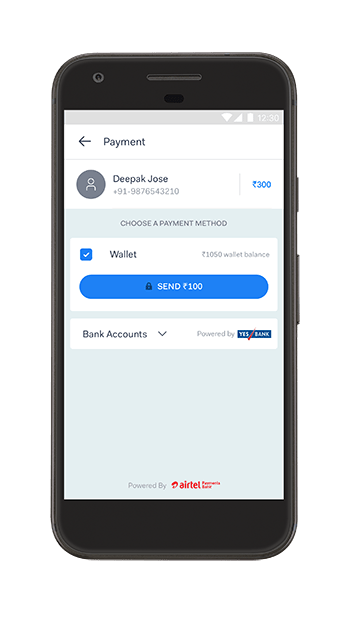 12:30
Payment
Deepak Jose
+91-9876543210
₹300
CHOOSE A PAYMENT METHOD
Wallet
₹1050 wallet balance
SEND ₹100
Bank Accounts
Powered by YES BANK
Powered By airtel Payments Bank